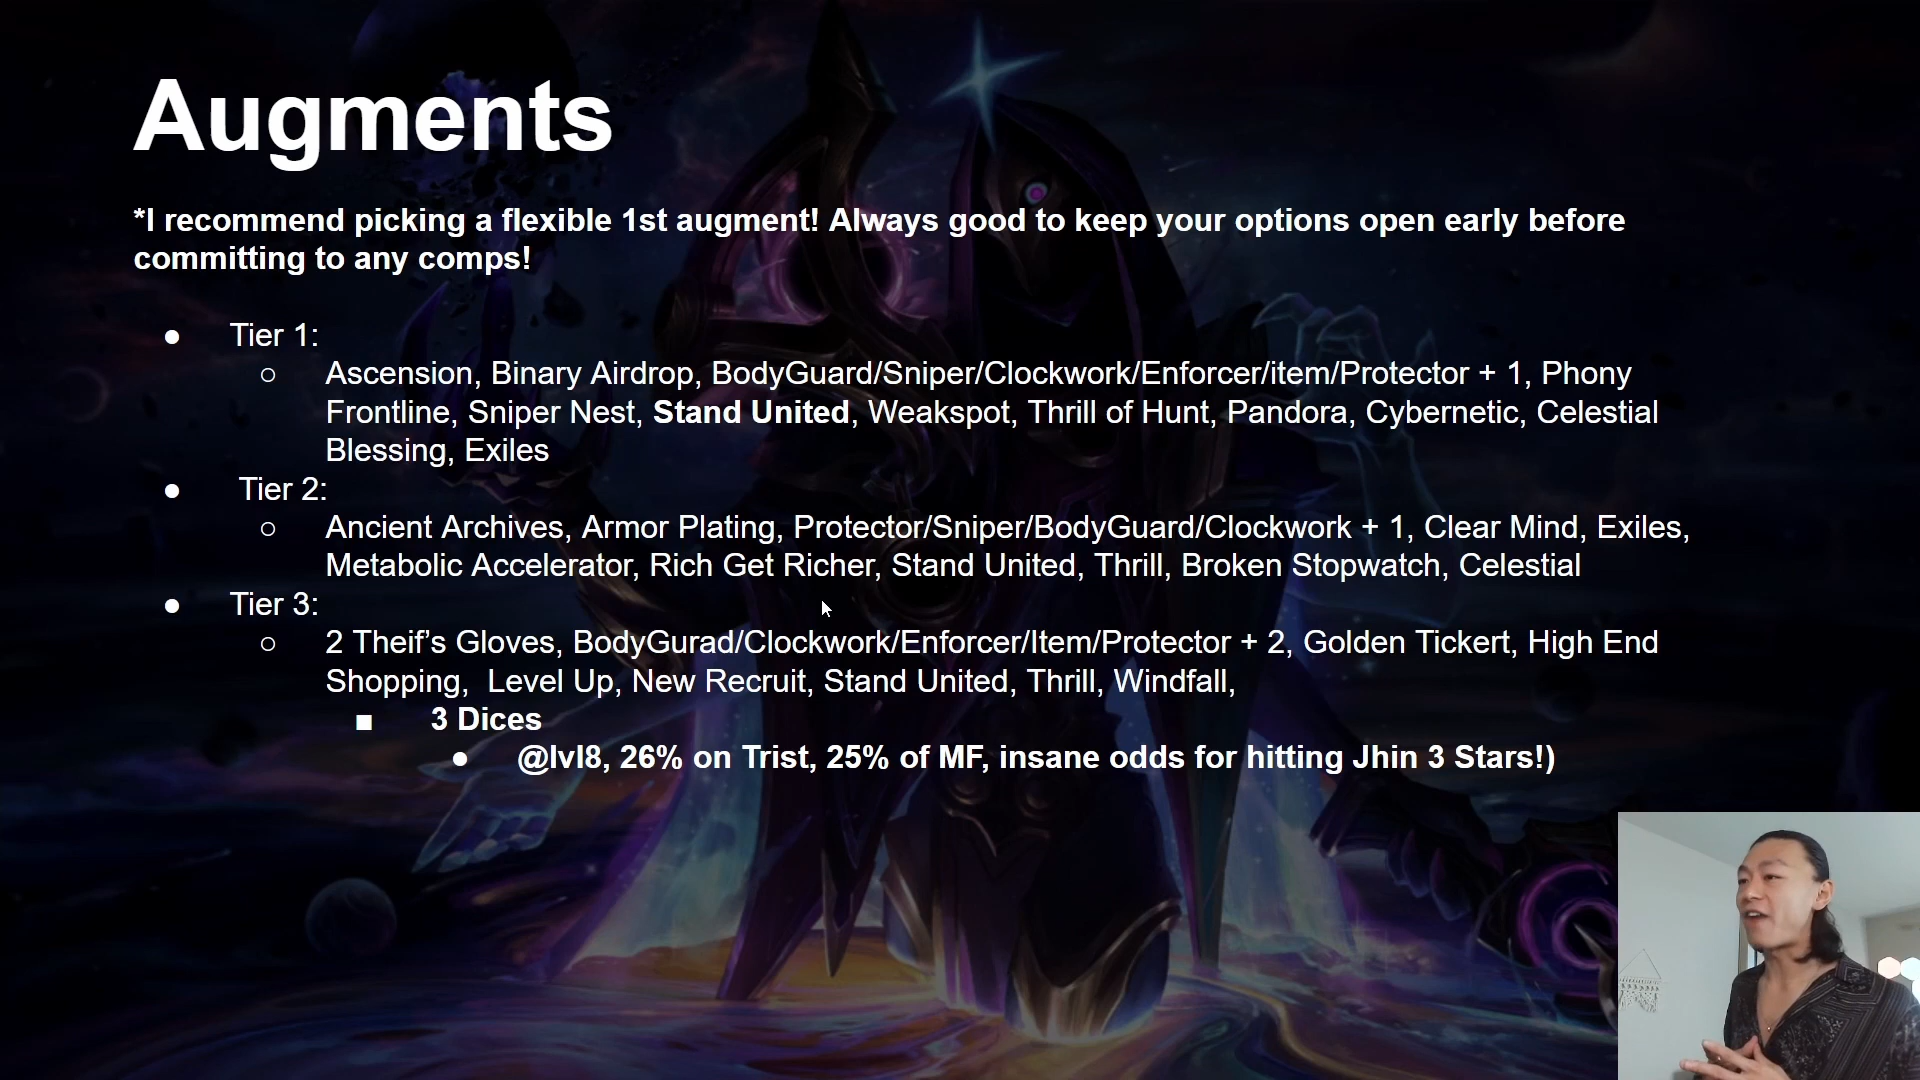 Augments
*I recommend picking a flexible 1st augment! Always good to keep your options open early before
committing to any comps!
● Tier 1:
○ Ascension, Binary Airdrop, BodyGuard/Sniper/Clockwork/Enforcer/item/Protector + 1, Phony
Frontline, Sniper Nest, Stand United, Weakspot, Thrill of Hunt, Pandora, Cybernetic, Celestial
Blessing, Exiles
● Tier 2:
○ Ancient Archives, Armor Plating, Protector/Sniper/BodyGuard/Clockwork + 1, Clear Mind, Exiles,
Metabolic Accelerator, Rich Get Richer, Stand United, Thrill, Broken Stopwatch, Celestial
● Tier 3:
○ 2 Theif’s Gloves, BodyGurad/Clockwork/Enforcer/Item/Protector + 2, Golden Tickert, High End
Shopping, Level Up, New Recruit, Stand United, Thrill, Windfall,
■ 3 Dices
● @lvl8, 26% on Trist, 25% of MF, insane odds for hitting Jhin 3 Stars!)